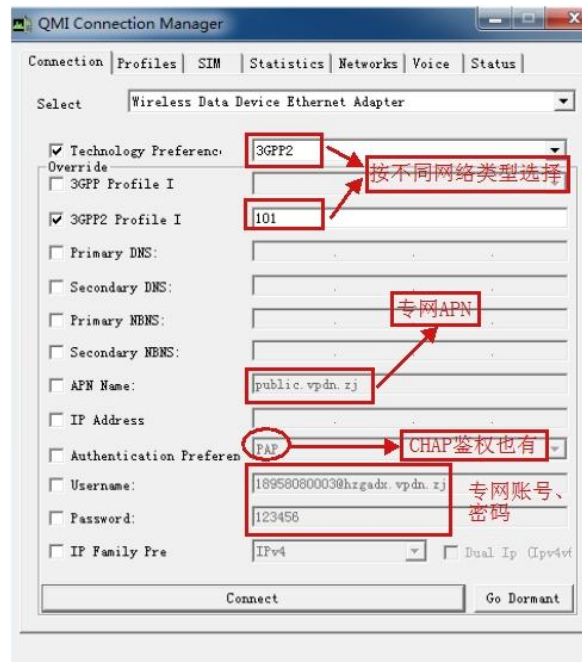 QMI Connection Manager
Connection Profiles SIM Statistics Networks Voice Status
Select Wireless Data Device Ethernet Adapter
Technology Preferenc 3GPP2
Override
按不同网络类型选择
3GPP Profile I
3GPP2 Profile I 101
Primary DNS:
Secondary DNS:
专网APN
Primary NBNS:
Secondary NBNS:
APN Name: public.vpdn.zj
IP Address
Authentication Preferen PAP CHAP鉴权也有
Username: 18958080003@hzgadx.vpdn.zj 专网账号、
Password: 123456 密码
IP Family Pre IPv4 Dual Ip (Ipv4v6
Connect Go Dormant